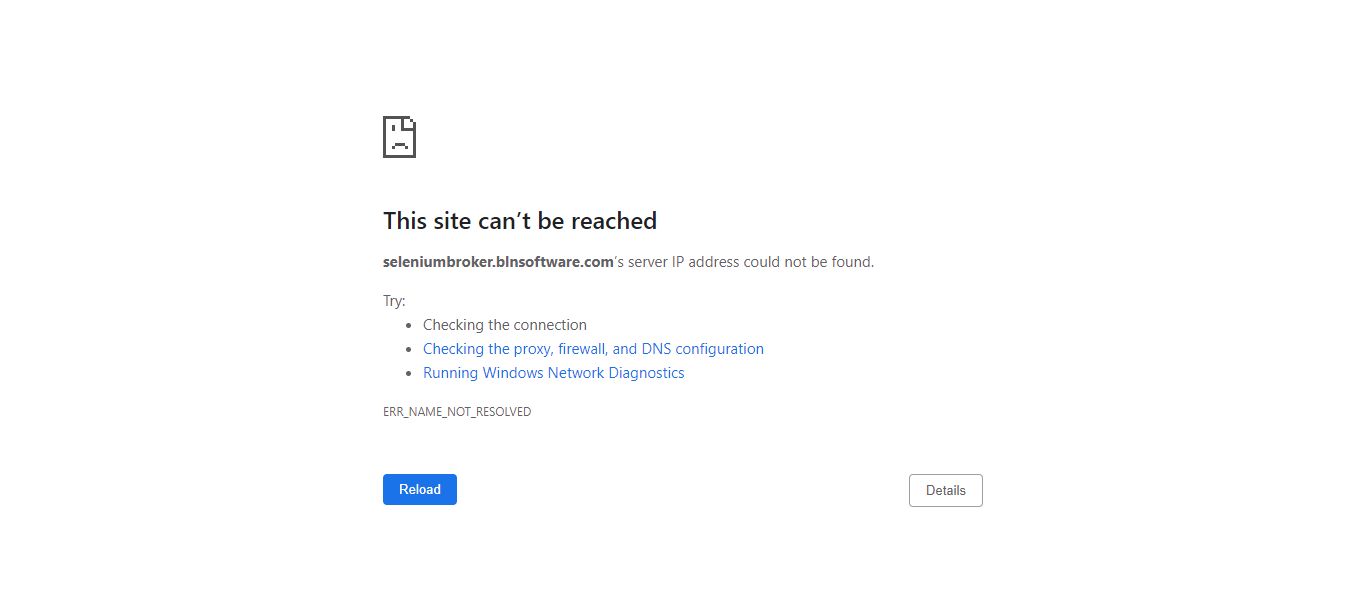 This site can’t be reached
seleniumbroker.blnsoftware.com’s server IP address could not be found.
Try:
Checking the connection
Checking the proxy, firewall, and DNS configuration
Running Windows Network Diagnostics
ERR_NAME_NOT_RESOLVED
Reload
Details